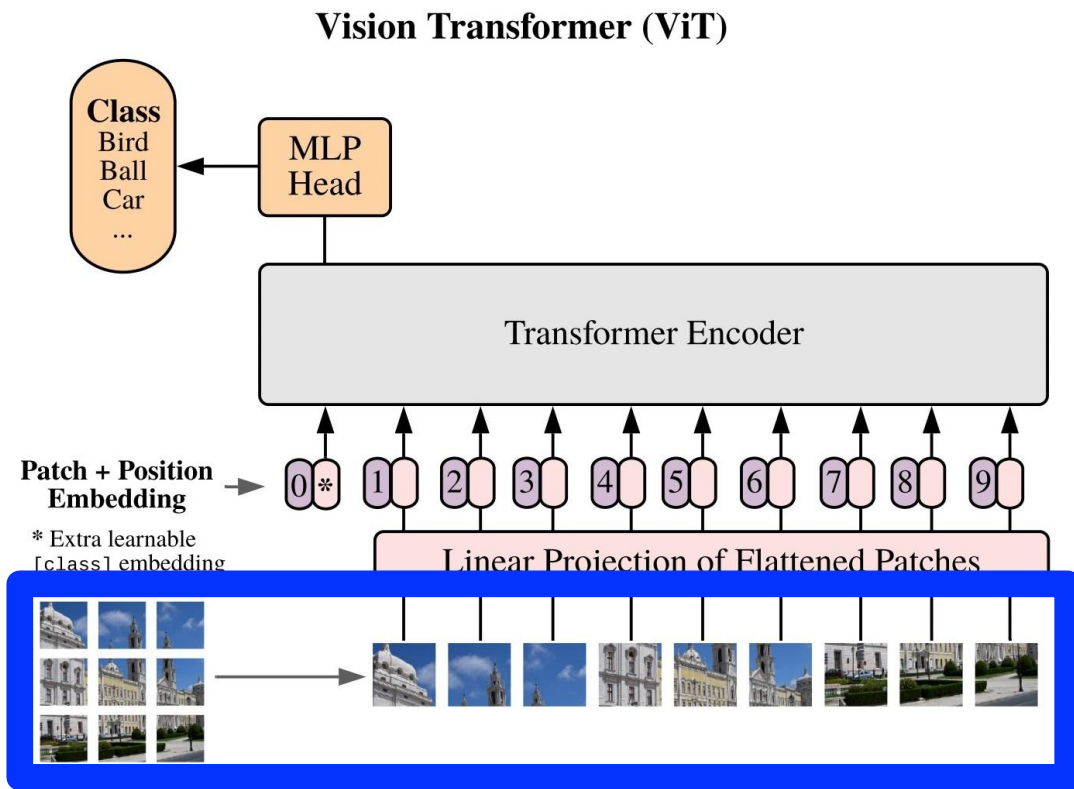 Vision Transformer (ViT)
Class
Bird
Ball
Car
...
MLP
Head
Transformer Encoder
Patch + Position
Embedding
0 * 1 2 3 4 5 6 7 8 9
* Extra learnable
[class] embedding
Linear Projection of Flattened Patches